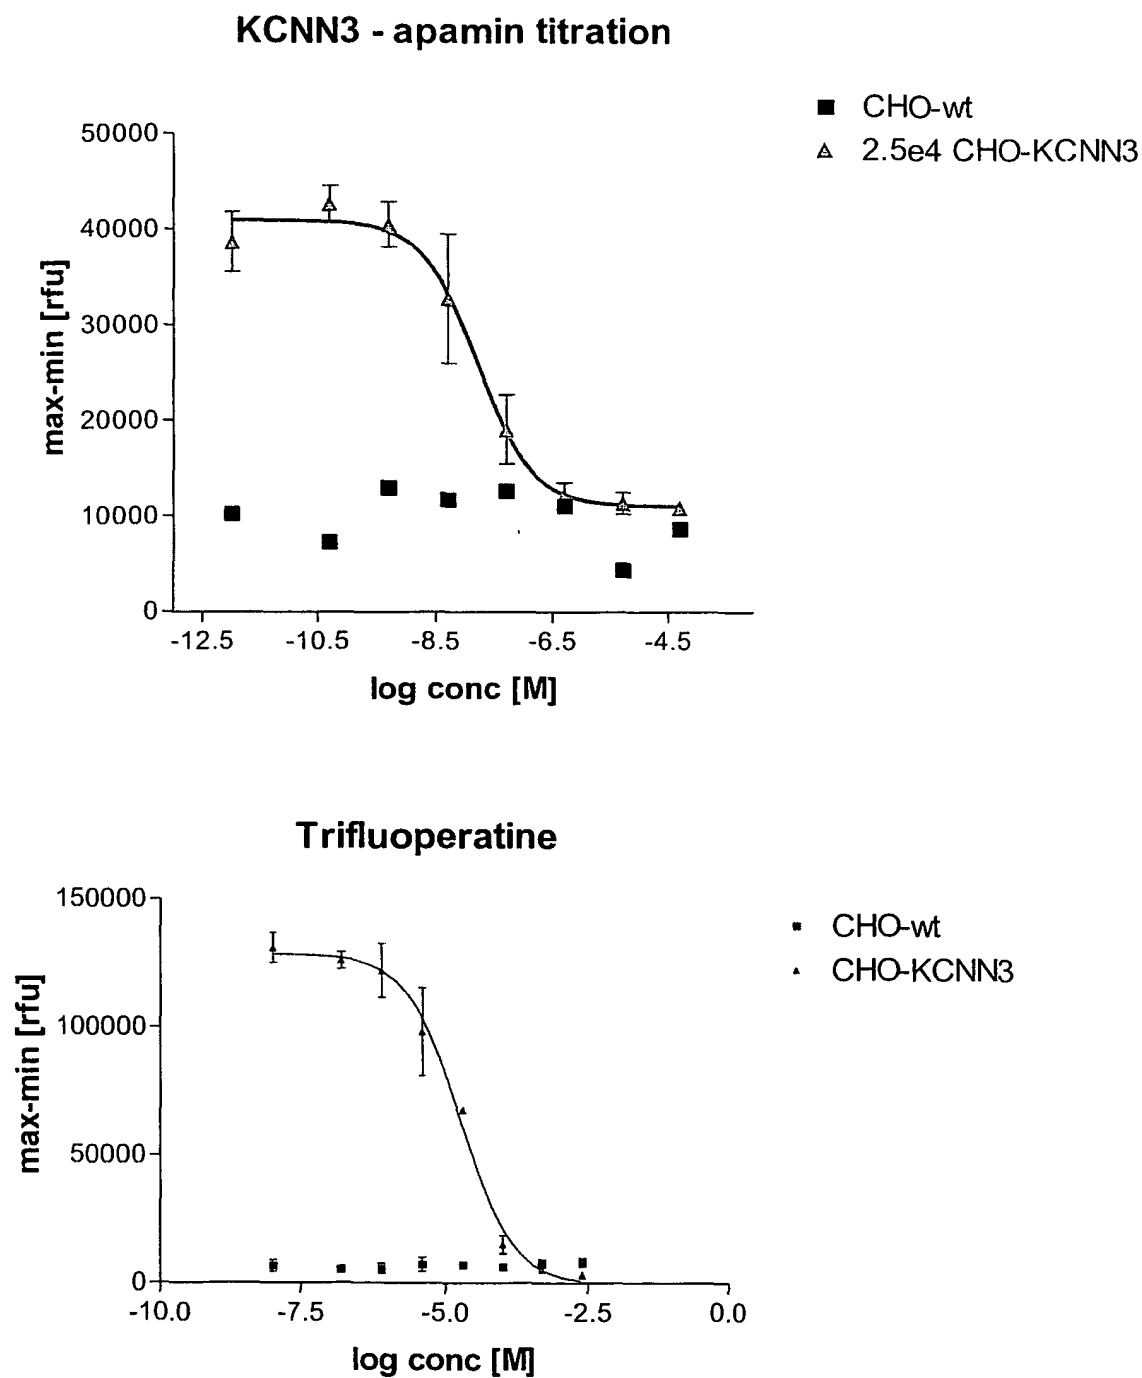 KCNN3 - apamin titration
CHO-wt
2.5e4 CHO-KCNN3
50000
40000
30000
20000
10000
0
max-min [rfu]
-12.5 -10.5 -8.5 -6.5 -4.5
log conc [M]
Trifluoperatine
CHO-wt
CHO-KCNN3
150000
100000
50000
0
max-min [rfu]
-10.0 -7.5 -5.0 -2.5 0.0
log conc [M]